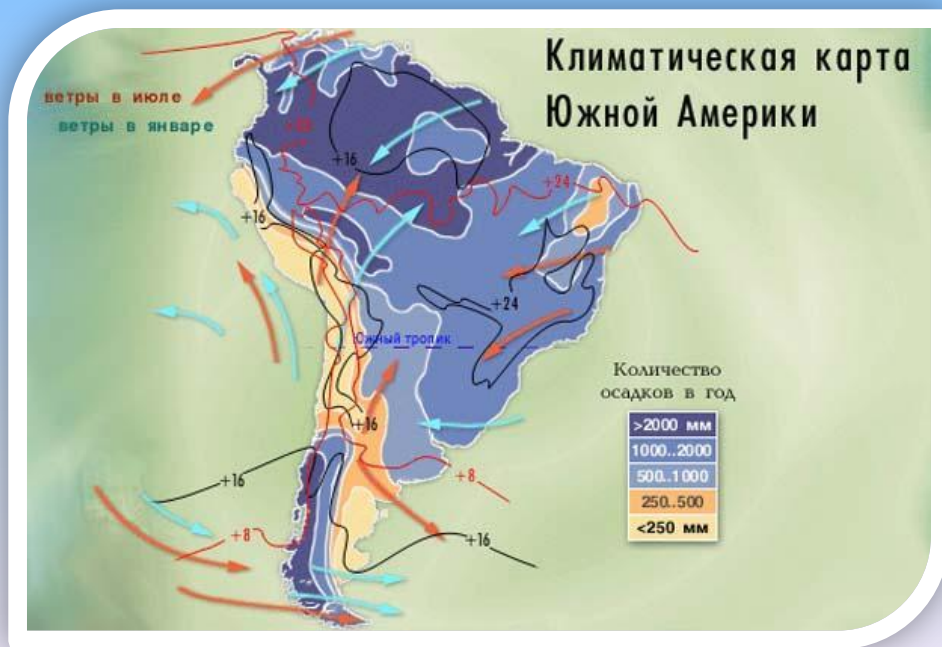 Климатическая карта
Южной Америки
ветры в июле
ветры в январе
+16
+24
+16
+24
Южный тропик
Количество
осадков в год
>2000 мм
1000..2000
500..1000
250..500
<250 мм
+16
+16
+8
+8
+16